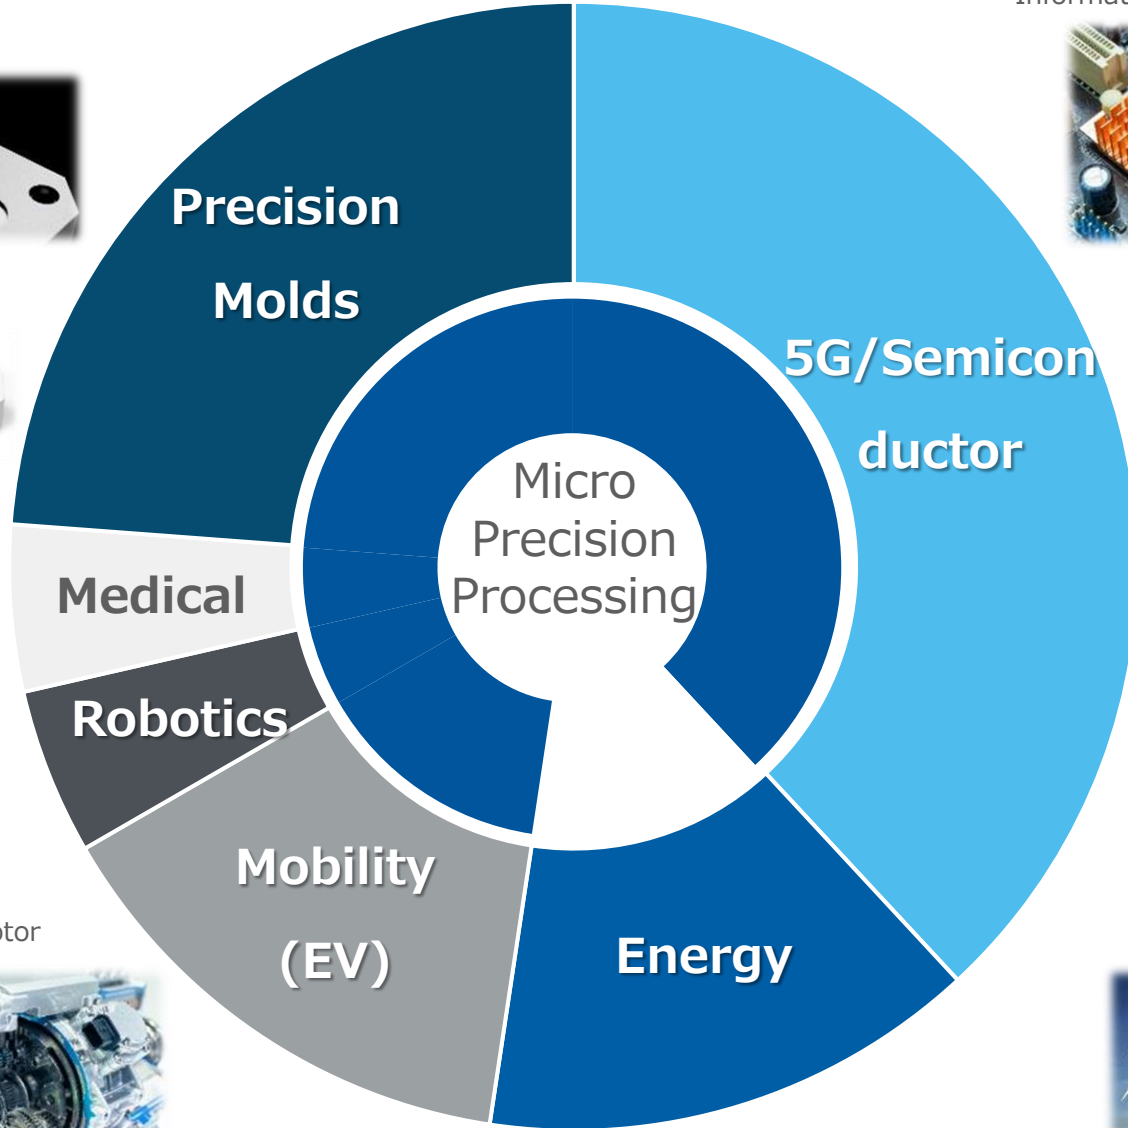 Precision
Molds
5G/Semicon
ductor
Micro
Precision
Processing
Medical
Robotics
Mobility
(EV)
Energy